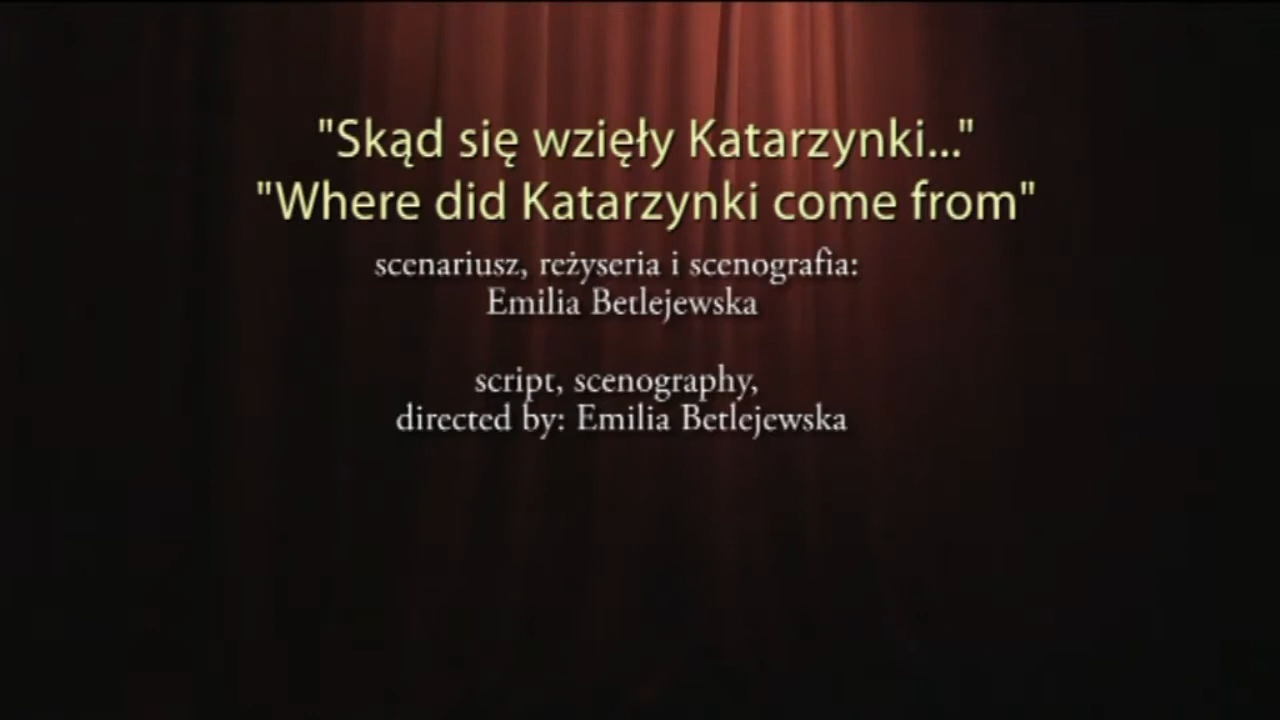 "Skąd się wzięły Katarzynki..."
"Where did Katarzynki come from"
scenariusz, reżyseria i scenografia:
Emilia Betlejewska
script, scenography,
directed by: Emilia Betlejewska